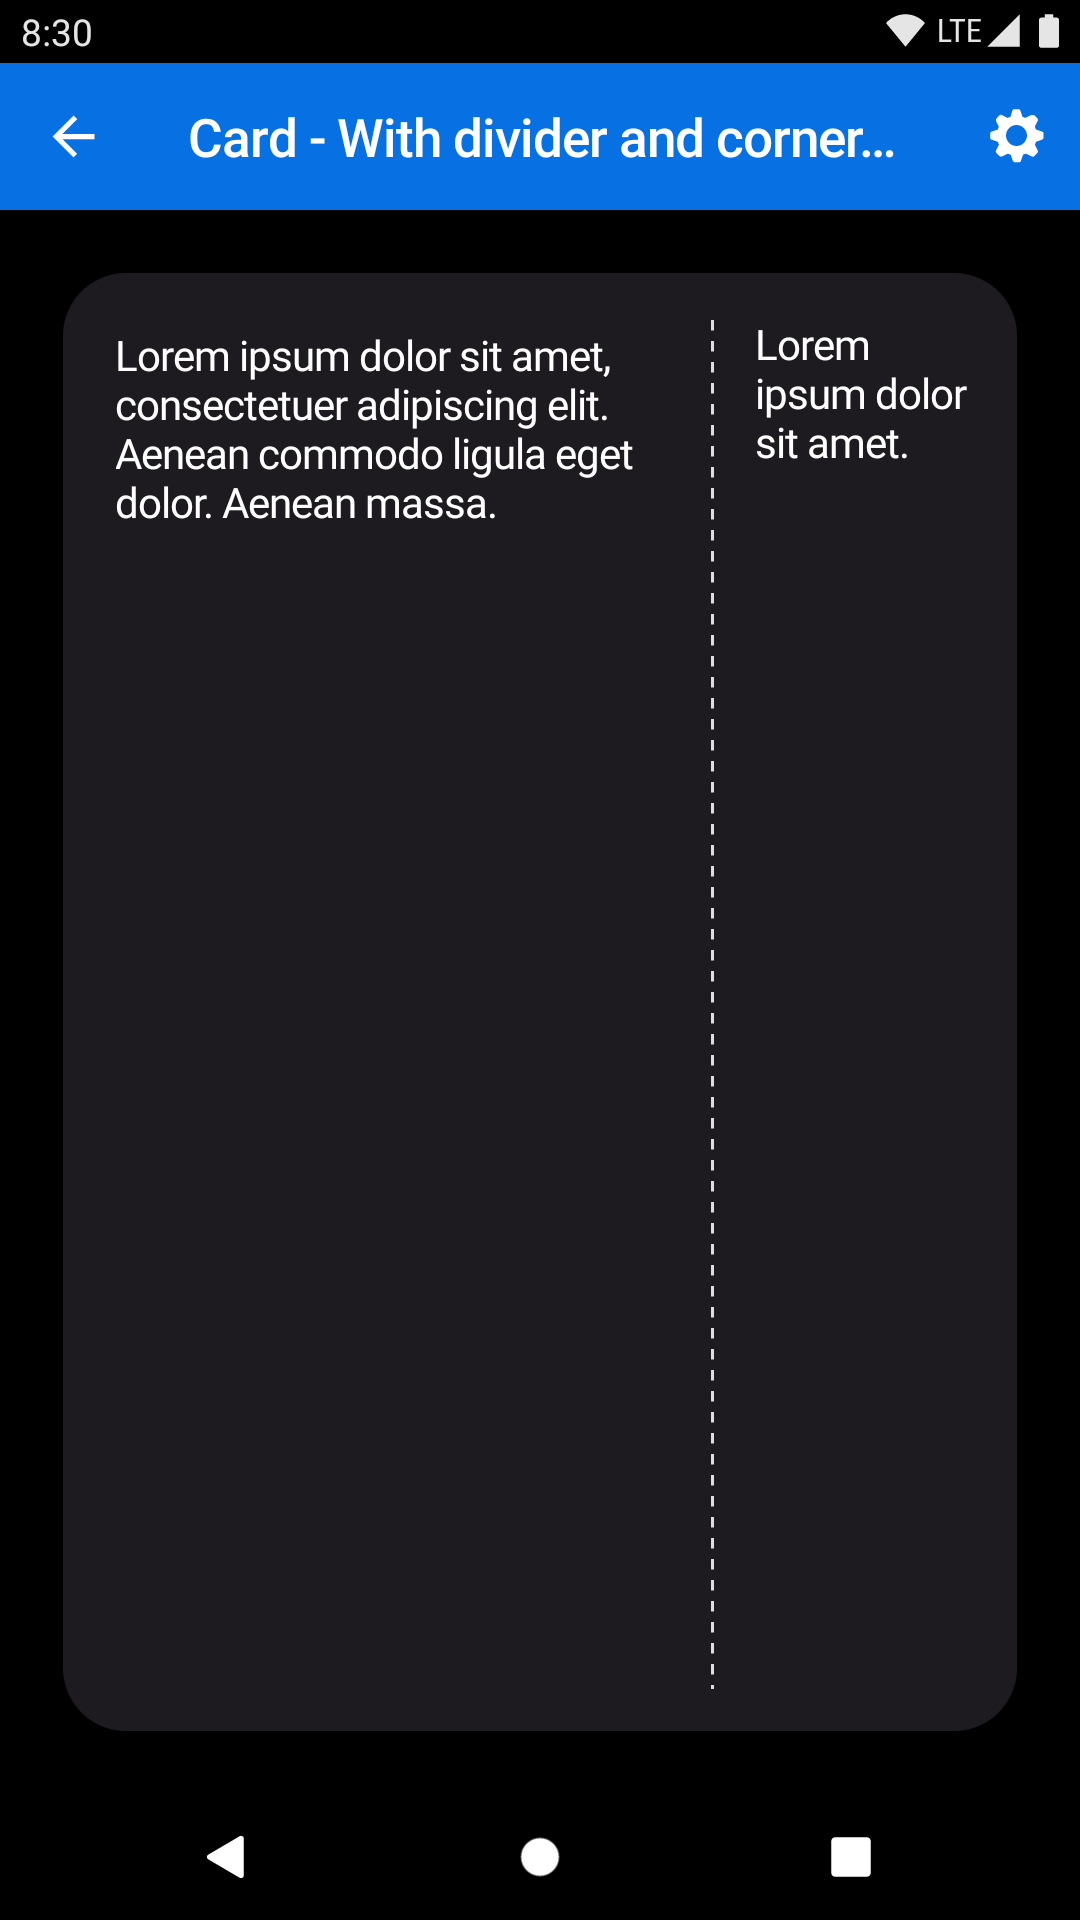 8:30
LTE
Card - With divider and corner...
Lorem ipsum dolor sit amet,
consectetuer adipiscing elit.
Aenean commodo ligula eget
dolor. Aenean massa.
Lorem
ipsum dolor
sit amet.